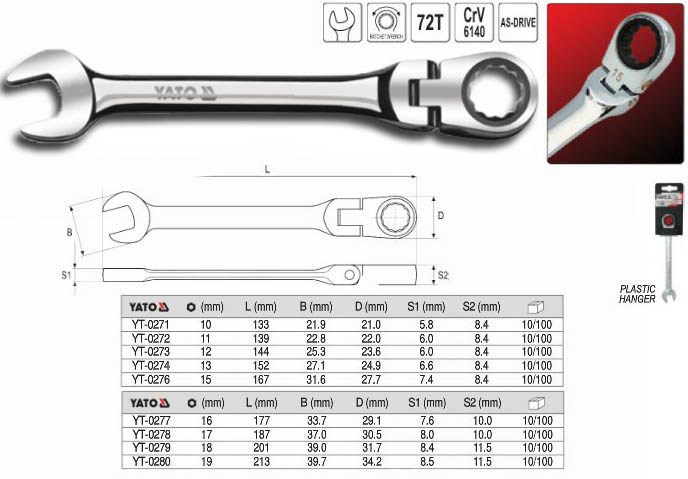 RATCHET WRENCH
72T
CrV
6140
AS-DRIVE
YATO
15
L
B
D
S1
S2
PLASTIC
HANGER
YATO (mm) L (mm) B (mm) D (mm) S1 (mm) S2 (mm)
YT-0271 10 133 21.9 21.0 5.8 8.4 10/100
YT-0272 11 139 22.8 22.0 6.0 8.4 10/100
YT-0273 12 144 25.3 23.6 6.0 8.4 10/100
YT-0274 13 152 27.1 24.9 6.6 8.4 10/100
YT-0276 15 167 31.6 27.7 7.4 8.4 10/100
YATO (mm) L (mm) B (mm) D (mm) S1 (mm) S2 (mm)
YT-0277 16 177 33.7 29.1 7.6 10.0 10/100
YT-0278 17 187 37.0 30.5 8.0 10.0 10/100
YT-0279 18 201 39.0 31.7 8.4 11.5 10/100
YT-0280 19 213 39.7 34.2 8.5 11.5 10/100